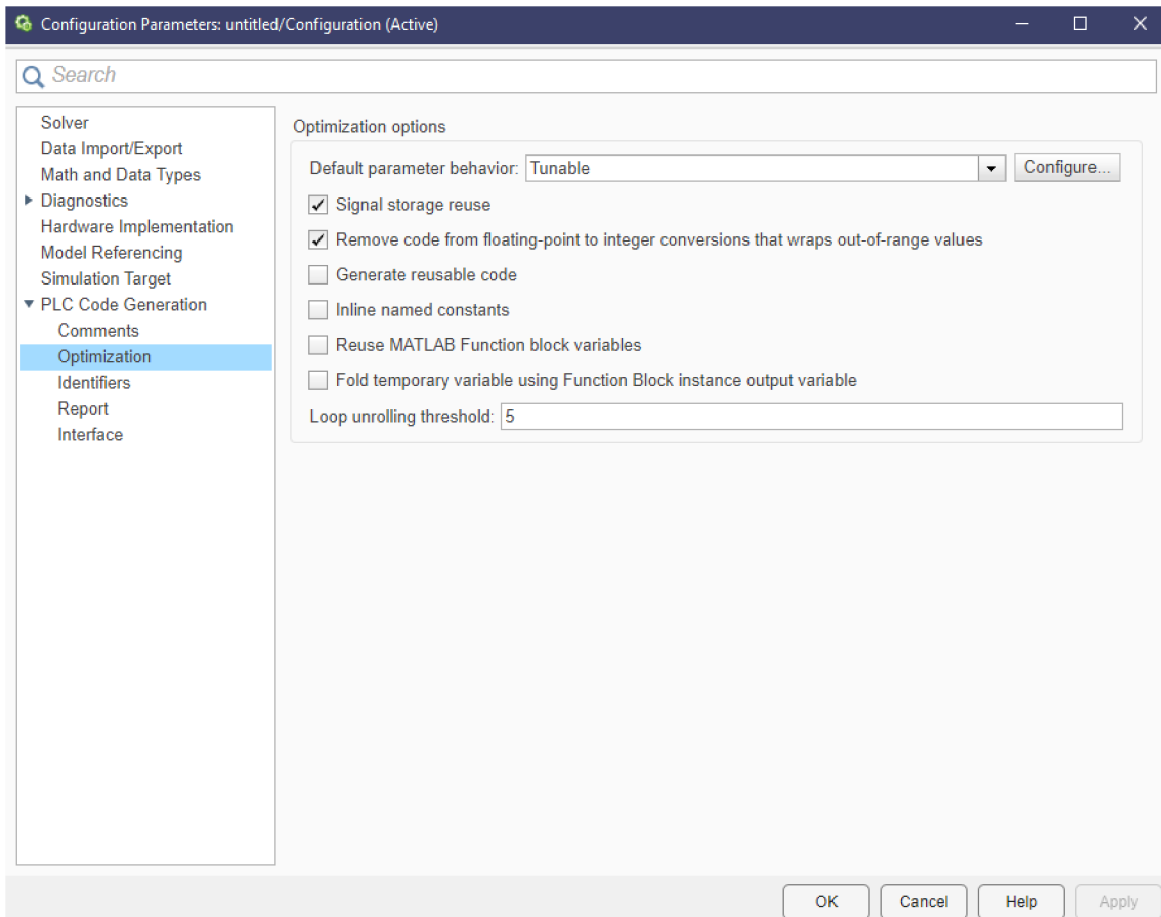 Configuration Parameters: untitled/Configuration (Active)
Search
Solver
Data Import/Export
Math and Data Types
Diagnostics
Hardware Implementation
Model Referencing
Simulation Target
PLC Code Generation
Comments
Optimization
Identifiers
Report
Interface
Optimization options
Default parameter behavior: Tunable Configure...
Signal storage reuse
Remove code from floating-point to integer conversions that wraps out-of-range values
Generate reusable code
Inline named constants
Reuse MATLAB Function block variables
Fold temporary variable using Function Block instance output variable
Loop unrolling threshold: 5
OK Cancel Help Apply